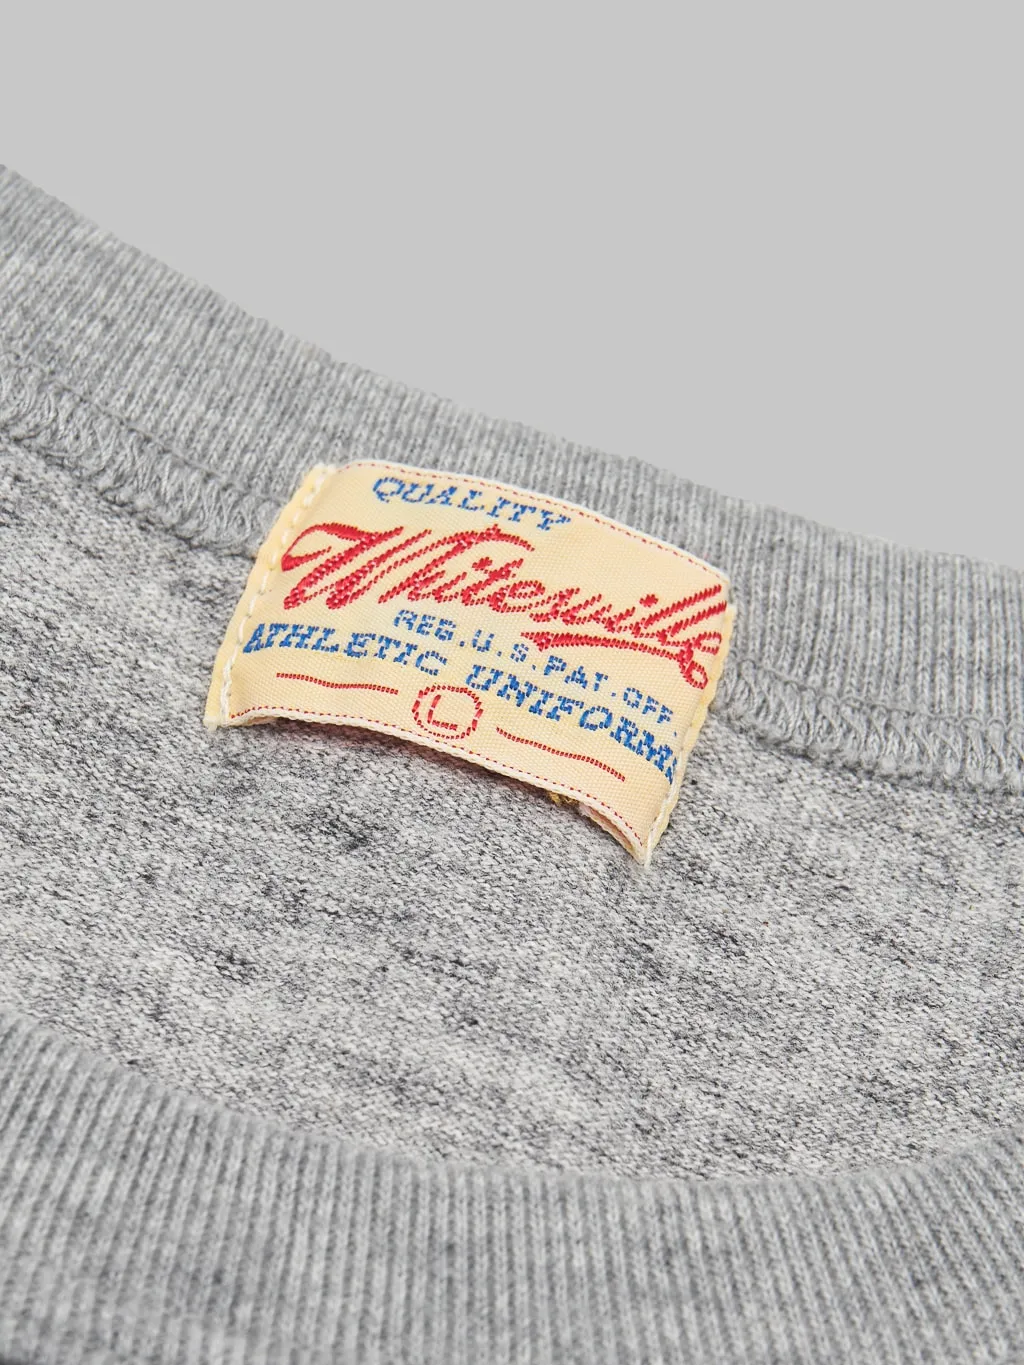 QUALITY
Whitesville
REG.U.S.PAT.OFF.
ATHLETIC UNIFORMS
L